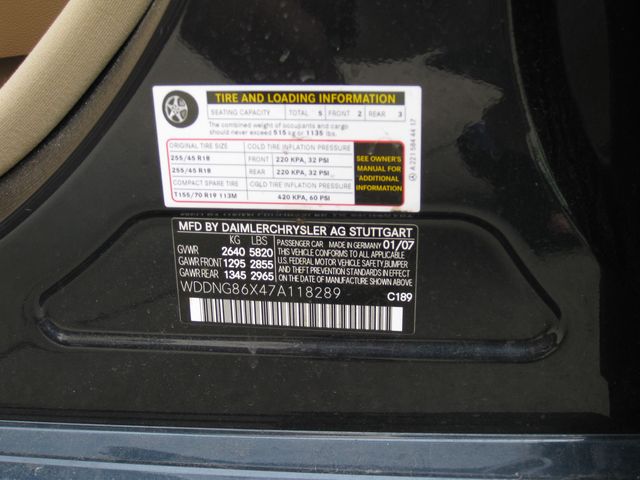 TIRE AND LOADING INFORMATION
SEATING CAPACITY TOTAL 5 FRONT 2 REAR 3
The combined weight of occupants and cargo
should never exceed 515 kg or 1135 lbs.
ORIGINAL TIRE SIZE COLD TIRE INFLATION PRESSURE
255/45 R18 FRONT 220 KPA, 32 PSI
255/45 R18 REAR 220 KPA, 32 PSI
COMPACT SPARE TIRE COLD TIRE INFLATION PRESSURE
T155/70 R19 113M 420 KPA, 60 PSI
SEE OWNER'S
MANUAL FOR
ADDITIONAL
INFORMATION
A 221 584 44 17
MFD BY DAIMLERCHRYSLER AG STUTTGART
KG LBS PASSENGER CAR MADE IN GERMANY 01/07
GVWR 2640 5820
GAWR FRONT 1295 2855
GAWR REAR 1345 2965
THIS VEHICLE CONFORMS TO ALL APPLICABLE
U.S. FEDERAL MOTOR VEHICLE SAFETY, BUMPER
AND THEFT PREVENTION STANDARDS IN EFFECT
ON THE DATE OF MANUFACTURE SHOWN ABOVE
WDDNG86X47A118289
C189